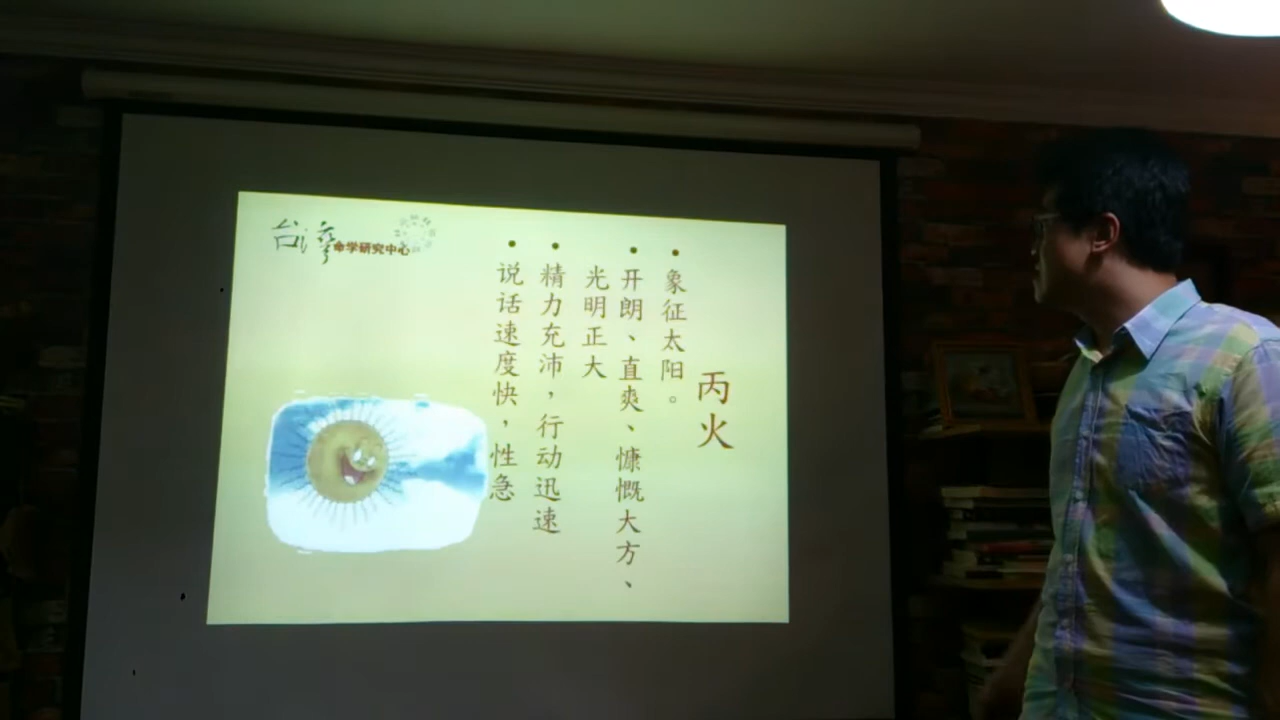 台湾命学研究中心
丙火
• 象征太阳。
• 开朗、直爽、慷慨大方、
光明正大
• 精力充沛，行动迅速
• 说话速度快，性急